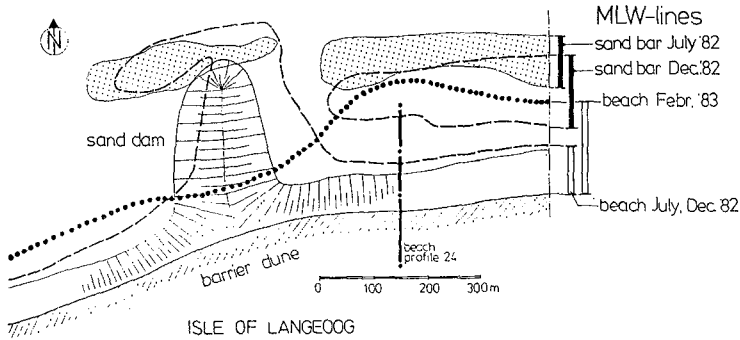 N
MLW-lines
sand bar July '82
sand bar Dec.'82
beach Febr. '83
sand dam
beach July, Dec. 82
beach
profile 24
barrier dune
0 100 200 300 m
ISLE OF LANGEOOG